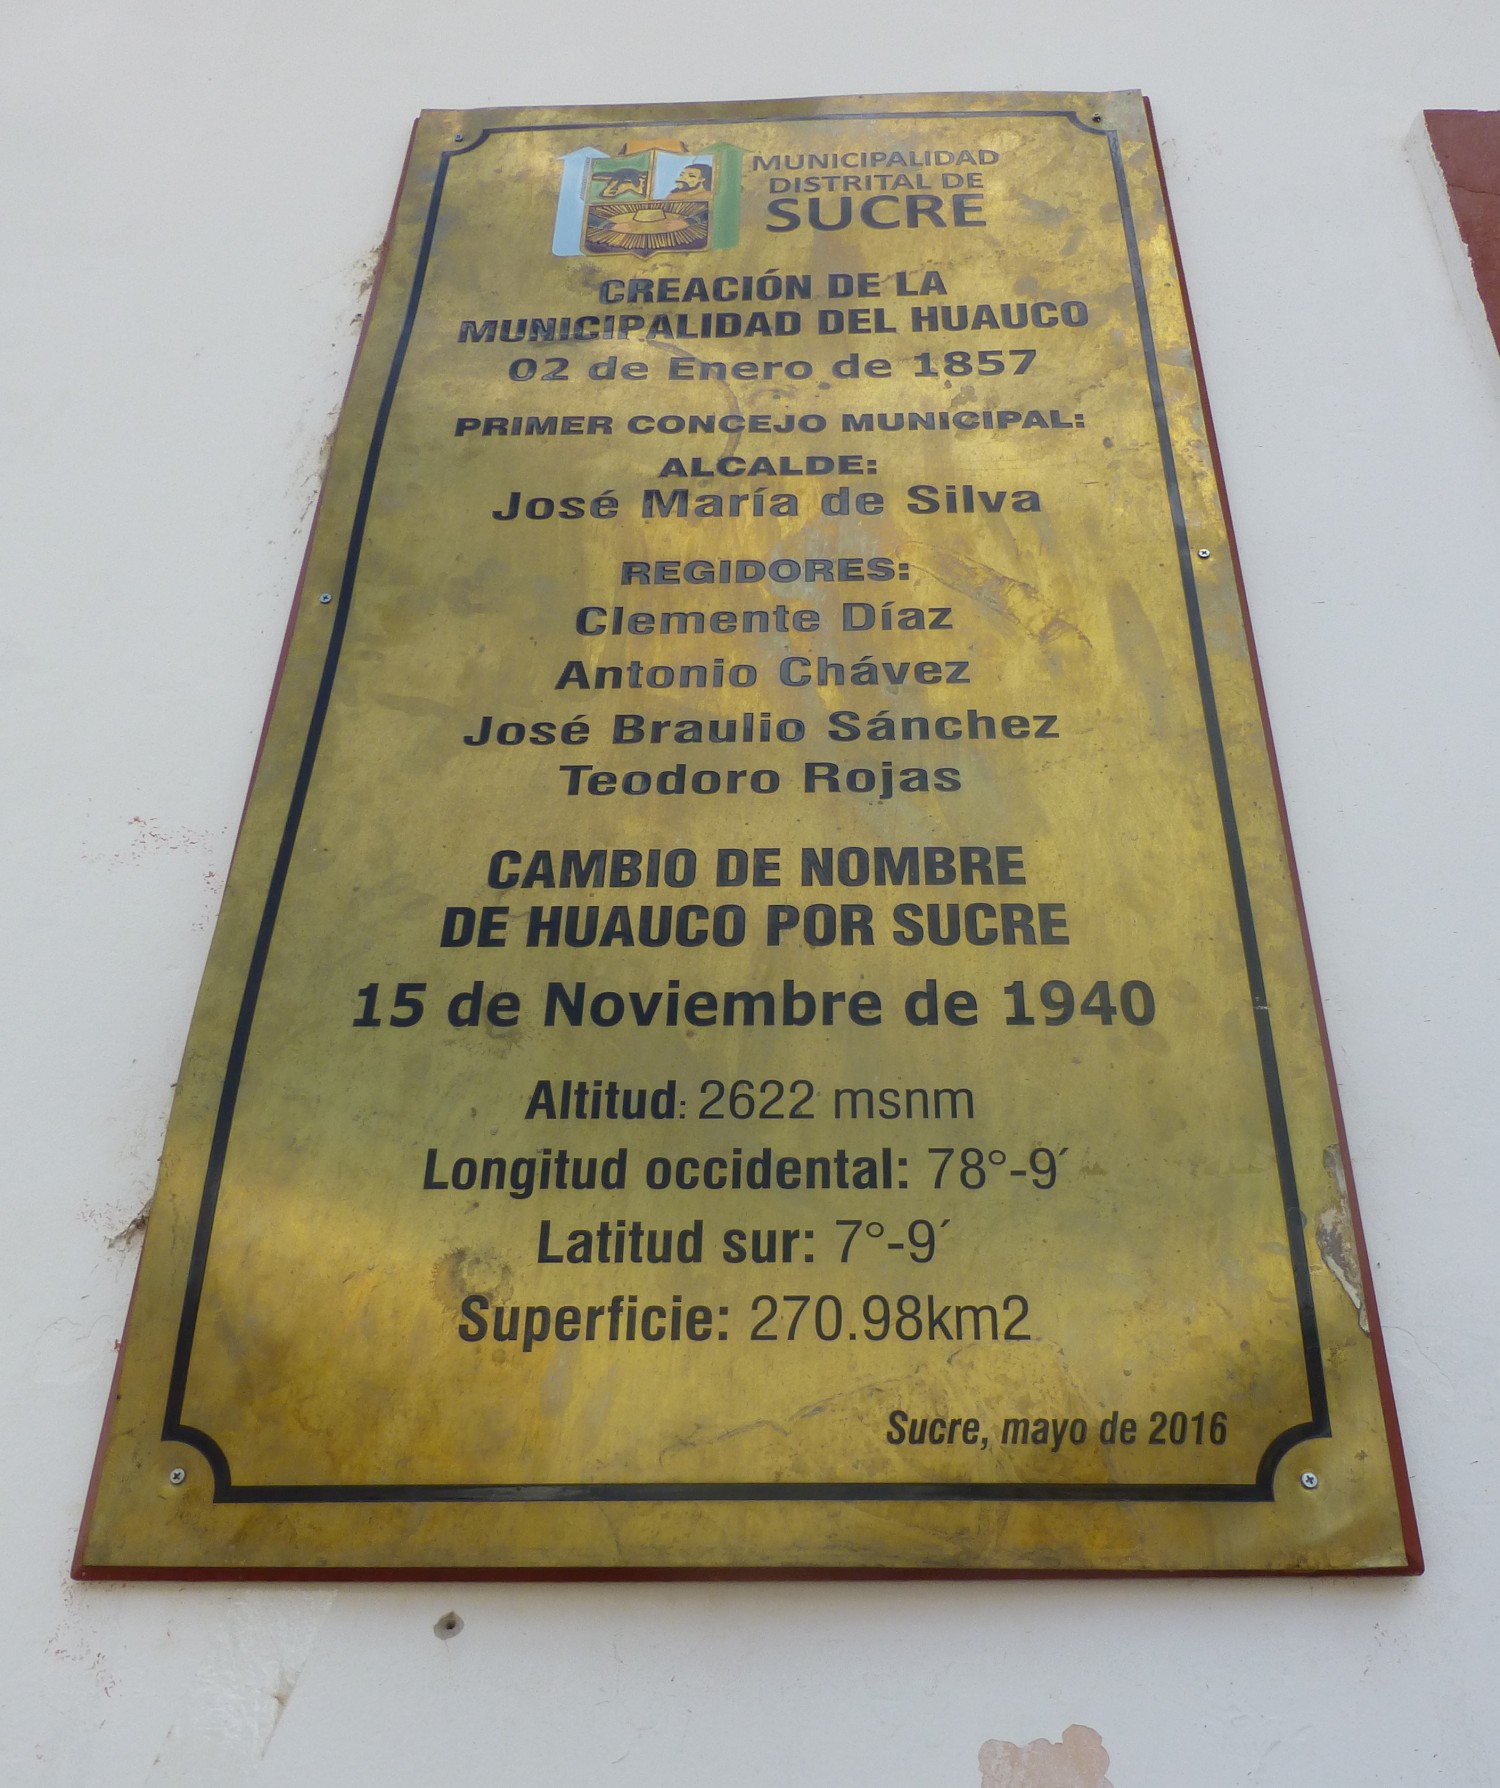 MUNICIPALIDAD
DISTRITAL DE
SUCRE
CREACIÓN DE LA
MUNICIPALIDAD DEL HUAUCO
02 de Enero de 1857
PRIMER CONCEJO MUNICIPAL:
ALCALDE:
José María de Silva
REGIDORES:
Clemente Díaz
Antonio Chávez
José Braulio Sánchez
Teodoro Rojas
CAMBIO DE NOMBRE
DE HUAUCO POR SUCRE
15 de Noviembre de 1940
Altitud: 2622 msnm
Longitud occidental: 78°-9´
Latitud sur: 7°-9´
Superficie: 270.98km2
Sucre, mayo de 2016